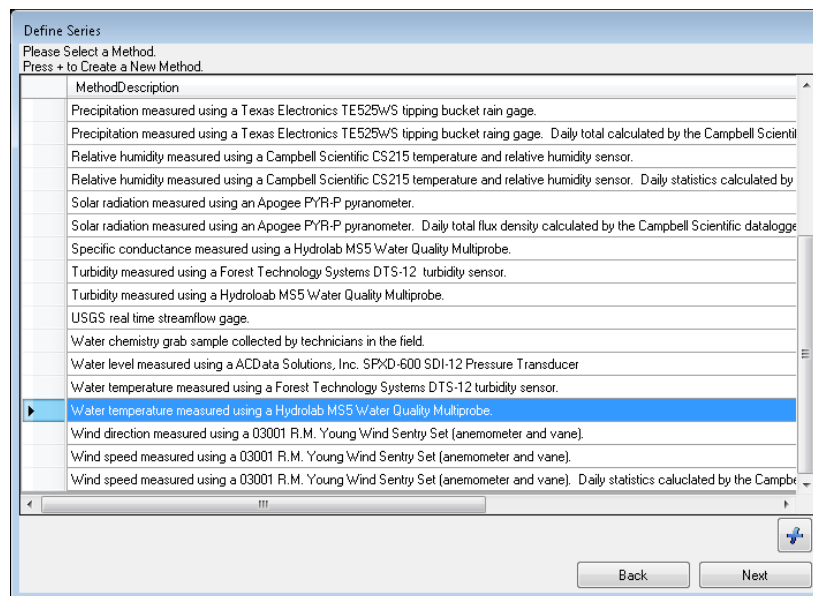 Define Series
Please Select a Method.
Press + to Create a New Method.
MethodDescription
Precipitation measured using a Texas Electronics TE525WS tipping bucket rain gage.
Precipitation measured using a Texas Electronics TE525WS tipping bucket raing gage.  Daily total calculated by the Campbell Scientif
Relative humidity measured using a Campbell Scientific CS215 temperature and relative humidity sensor.
Relative humidity measured using a Campbell Scientific CS215 temperature and relative humidity sensor.  Daily statistics calculated by
Solar radiation measured using an Apogee PYR-P pyranometer.
Solar radiation measured using an Apogee PYR-P pyranometer.  Daily total flux density calculated by the Campbell Scientific datalogge
Specific conductance measured using a Hydrolab MS5 Water Quality Multiprobe.
Turbidity measured using a Forest Technology Systems DTS-12  turbidity sensor.
Turbidity measured using a Hydroloab MS5 Water Quality Multiprobe.
USGS real time streamflow gage.
Water chemistry grab sample collected by technicians in the field.
Water level measured using a ACData Solutions, Inc. SPXD-600 SDI-12 Pressure Transducer
Water temperature measured using a Forest Technology Systems DTS-12 turbidity sensor.
Water temperature measured using a Hydrolab MS5 Water Quality Multiprobe.
Wind direction measured using a 03001 R.M. Young Wind Sentry Set (anemometer and vane).
Wind speed measured using a 03001 R.M. Young Wind Sentry Set (anemometer and vane).
Wind speed measured using a 03001 R.M. Young Wind Sentry Set (anemometer and vane).  Daily statistics caluclated by the Campbe
Back Next